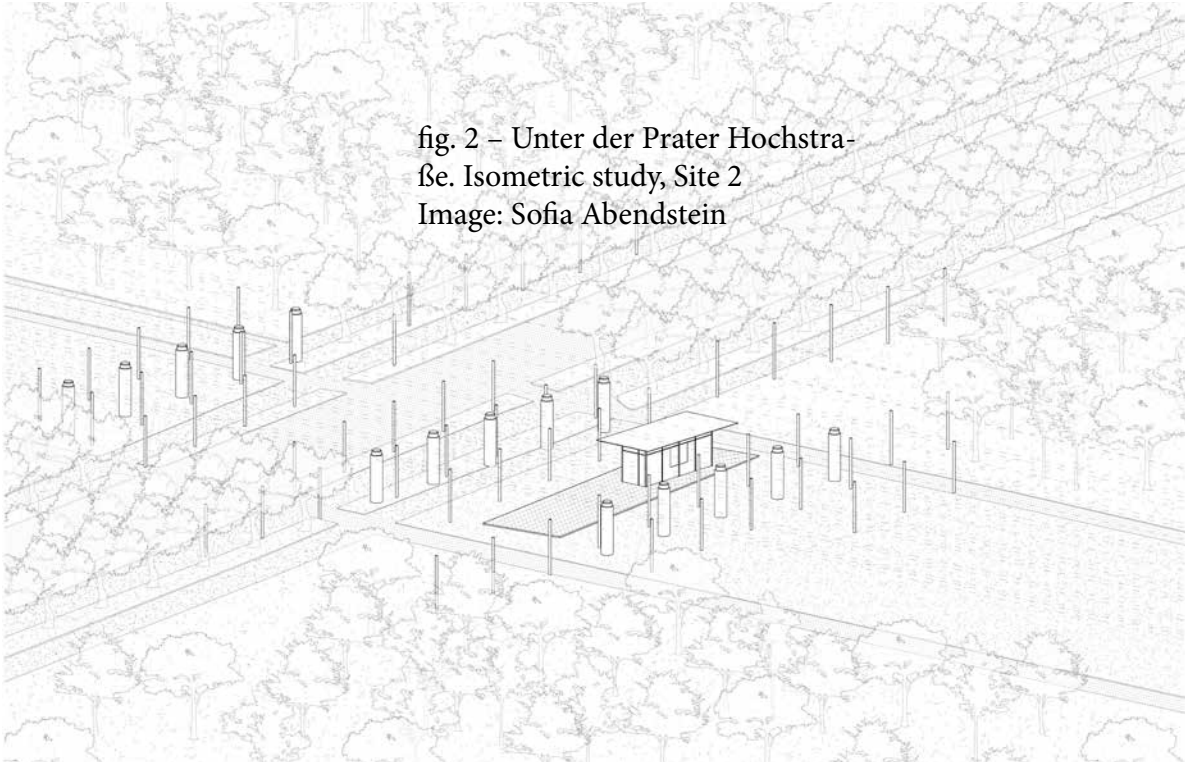 fig. 2 – Unter der Prater Hochstra-
ße. Isometric study, Site 2
Image: Sofia Abendstein